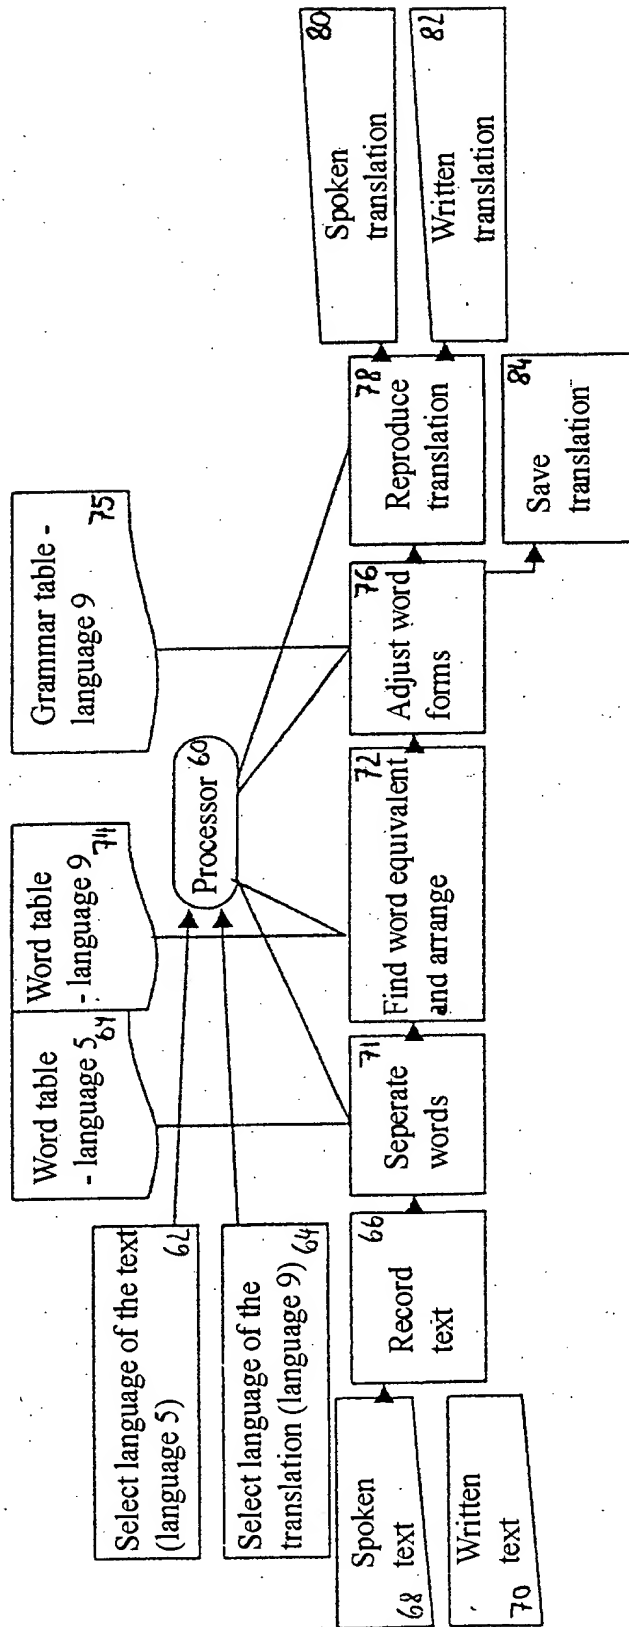 Word table
- language 5
64
Word table
- language 9
74
Grammar table -
language 9
75
Select language of the text
(language 5)
62
Select language of the
translation (language 9)
64
Processor 60
Spoken
text
68
Written
text
70
Record
text
66
Seperate
words
71
Find word equivalent
and arrange
72
Adjust word
forms
76
Reproduce
translation
78
Save
translation
84
Spoken
translation
80
Written
translation
82